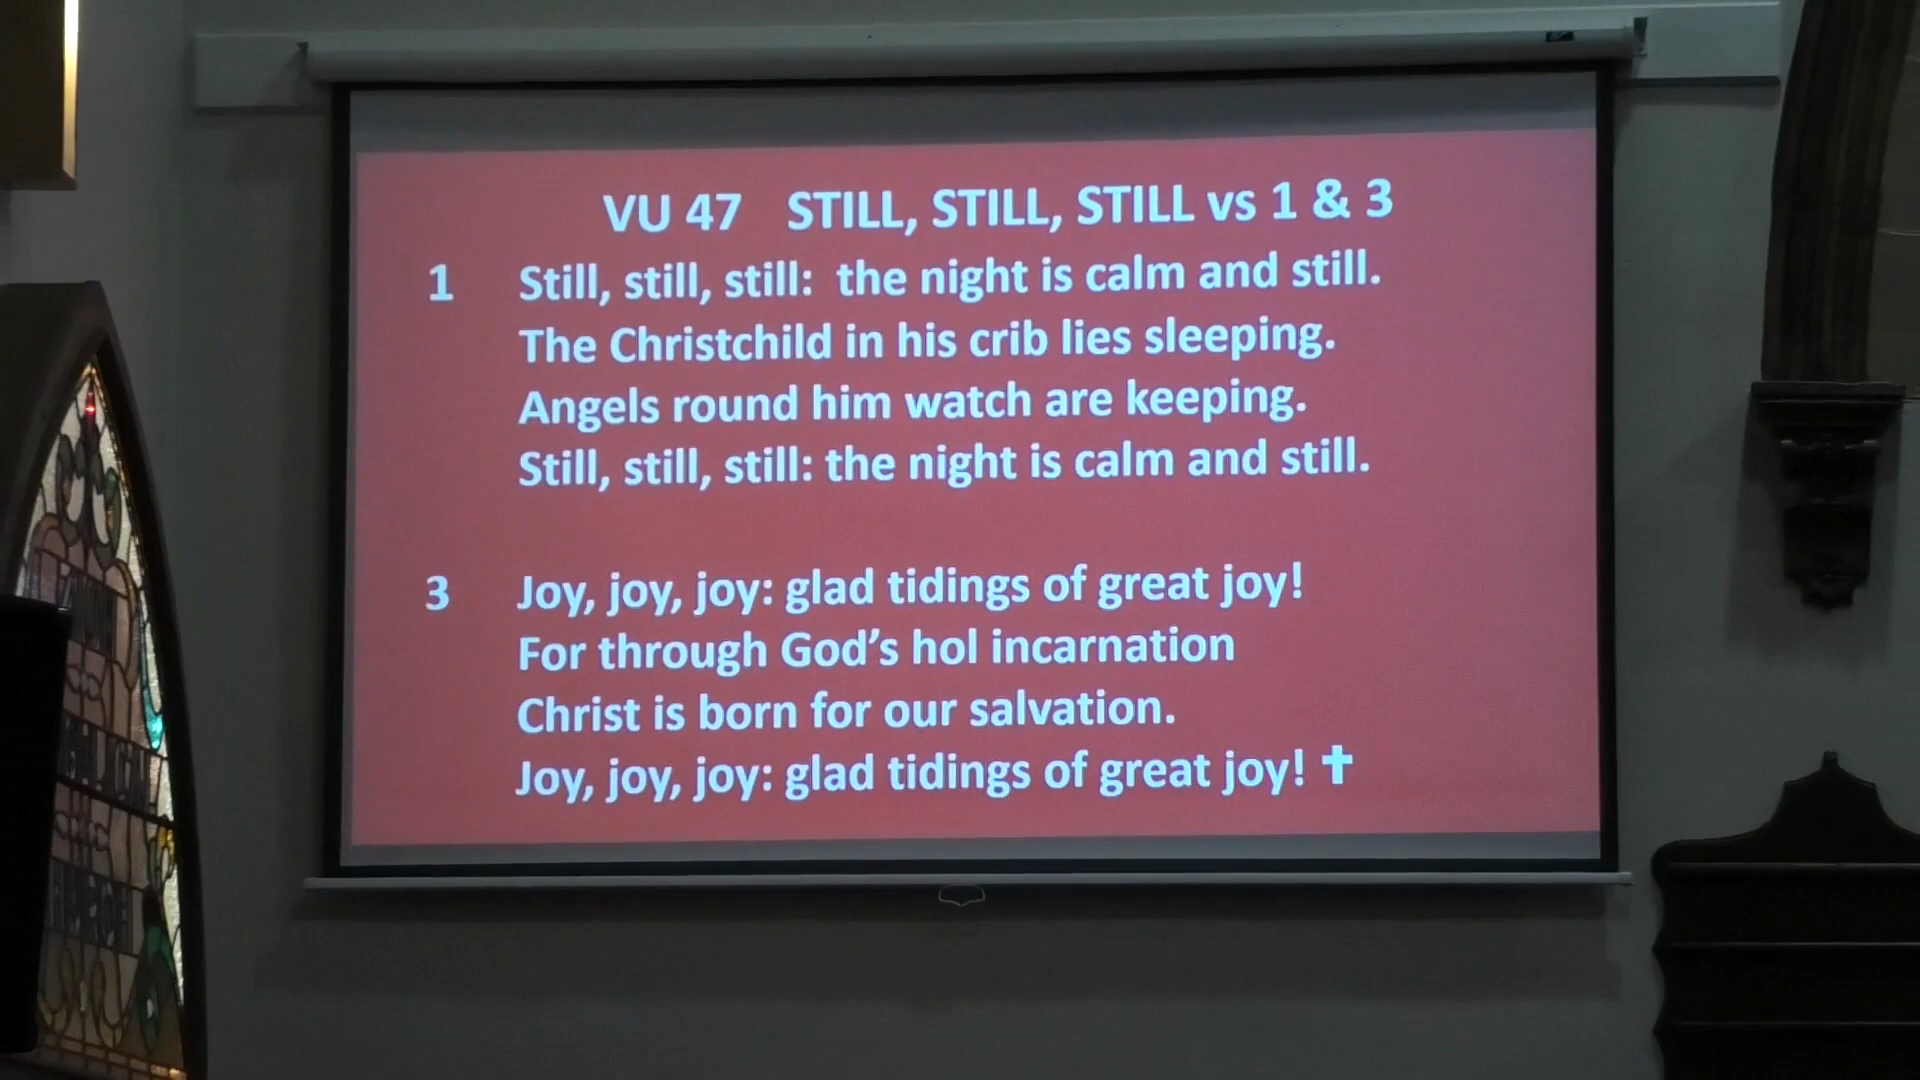 VU 47 STILL, STILL, STILL vs 1 & 3
1 Still, still, still: the night is calm and still.
The Christchild in his crib lies sleeping.
Angels round him watch are keeping.
Still, still, still: the night is calm and still.
3 Joy, joy, joy: glad tidings of great joy!
For through God's hol incarnation
Christ is born for our salvation.
Joy, joy, joy: glad tidings of great joy! ✝